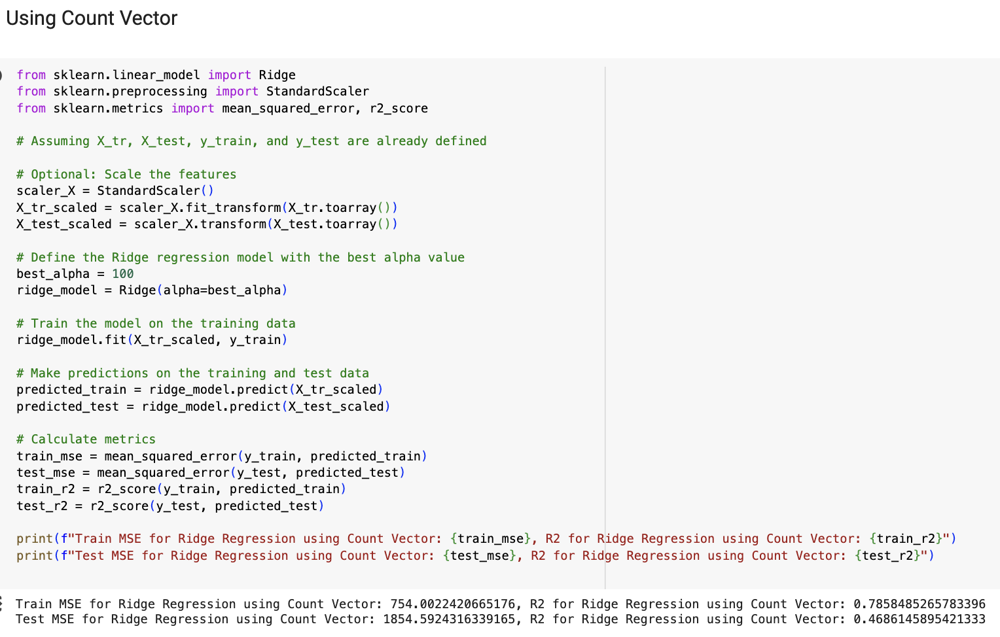 Using Count Vector
from sklearn.linear_model import Ridge
from sklearn.preprocessing import StandardScaler
from sklearn.metrics import mean_squared_error, r2_score
# Assuming X_tr, X_test, y_train, and y_test are already defined
# Optional: Scale the features
scaler_X = StandardScaler()
X_tr_scaled = scaler_X.fit_transform(X_tr.toarray())
X_test_scaled = scaler_X.transform(X_test.toarray())
# Define the Ridge regression model with the best alpha value
best_alpha = 100
ridge_model = Ridge(alpha=best_alpha)
# Train the model on the training data
ridge_model.fit(X_tr_scaled, y_train)
# Make predictions on the training and test data
predicted_train = ridge_model.predict(X_tr_scaled)
predicted_test = ridge_model.predict(X_test_scaled)
# Calculate metrics
train_mse = mean_squared_error(y_train, predicted_train)
test_mse = mean_squared_error(y_test, predicted_test)
train_r2 = r2_score(y_train, predicted_train)
test_r2 = r2_score(y_test, predicted_test)
print(f"Train MSE for Ridge Regression using Count Vector: {train_mse}, R2 for Ridge Regression using Count Vector: {train_r2}")
print(f"Test MSE for Ridge Regression using Count Vector: {test_mse}, R2 for Ridge Regression using Count Vector: {test_r2}")
Train MSE for Ridge Regression using Count Vector: 754.0022420665176, R2 for Ridge Regression using Count Vector: 0.7858485265783396
Test MSE for Ridge Regression using Count Vector: 1854.5924316339165, R2 for Ridge Regression using Count Vector: 0.4686145895421333